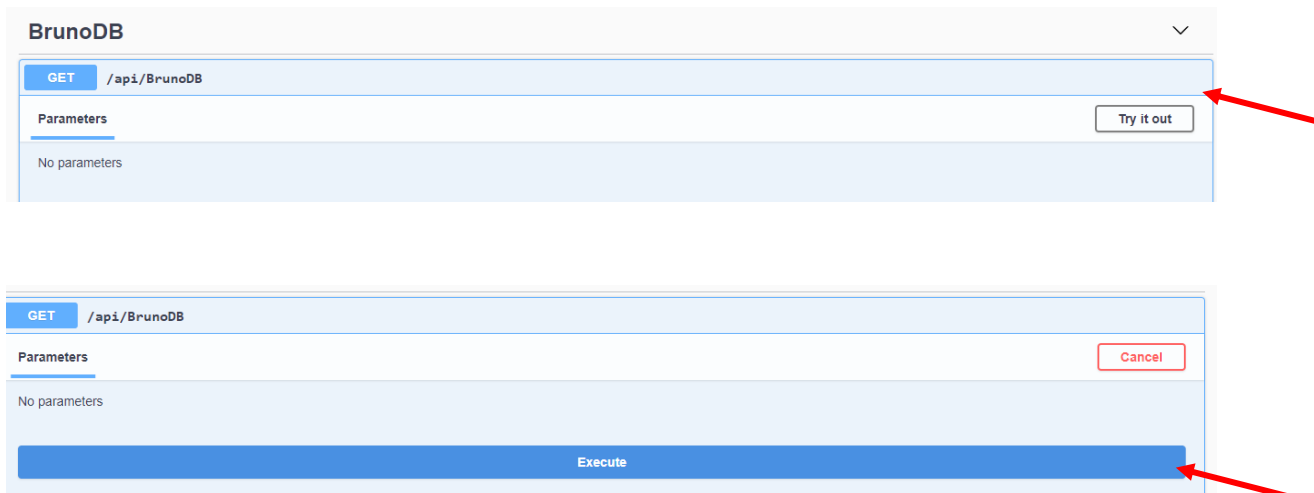 BrunoDB
GET /api/BrunoDB
Parameters Try it out
No parameters
GET /api/BrunoDB
Parameters Cancel
No parameters
Execute